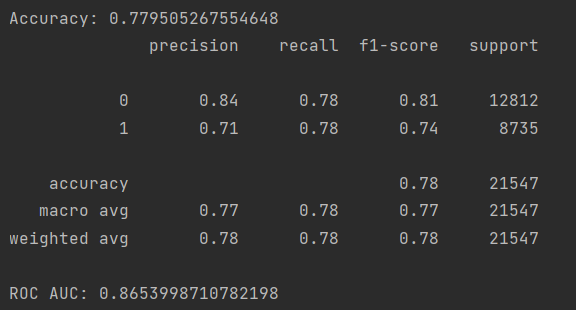 Accuracy: 0.779505267554648
precision recall f1-score support
0 0.84 0.78 0.81 12812
1 0.71 0.78 0.74 8735
accuracy 0.78 21547
macro avg 0.77 0.78 0.77 21547
weighted avg 0.78 0.78 0.78 21547
ROC AUC: 0.8653998710782198